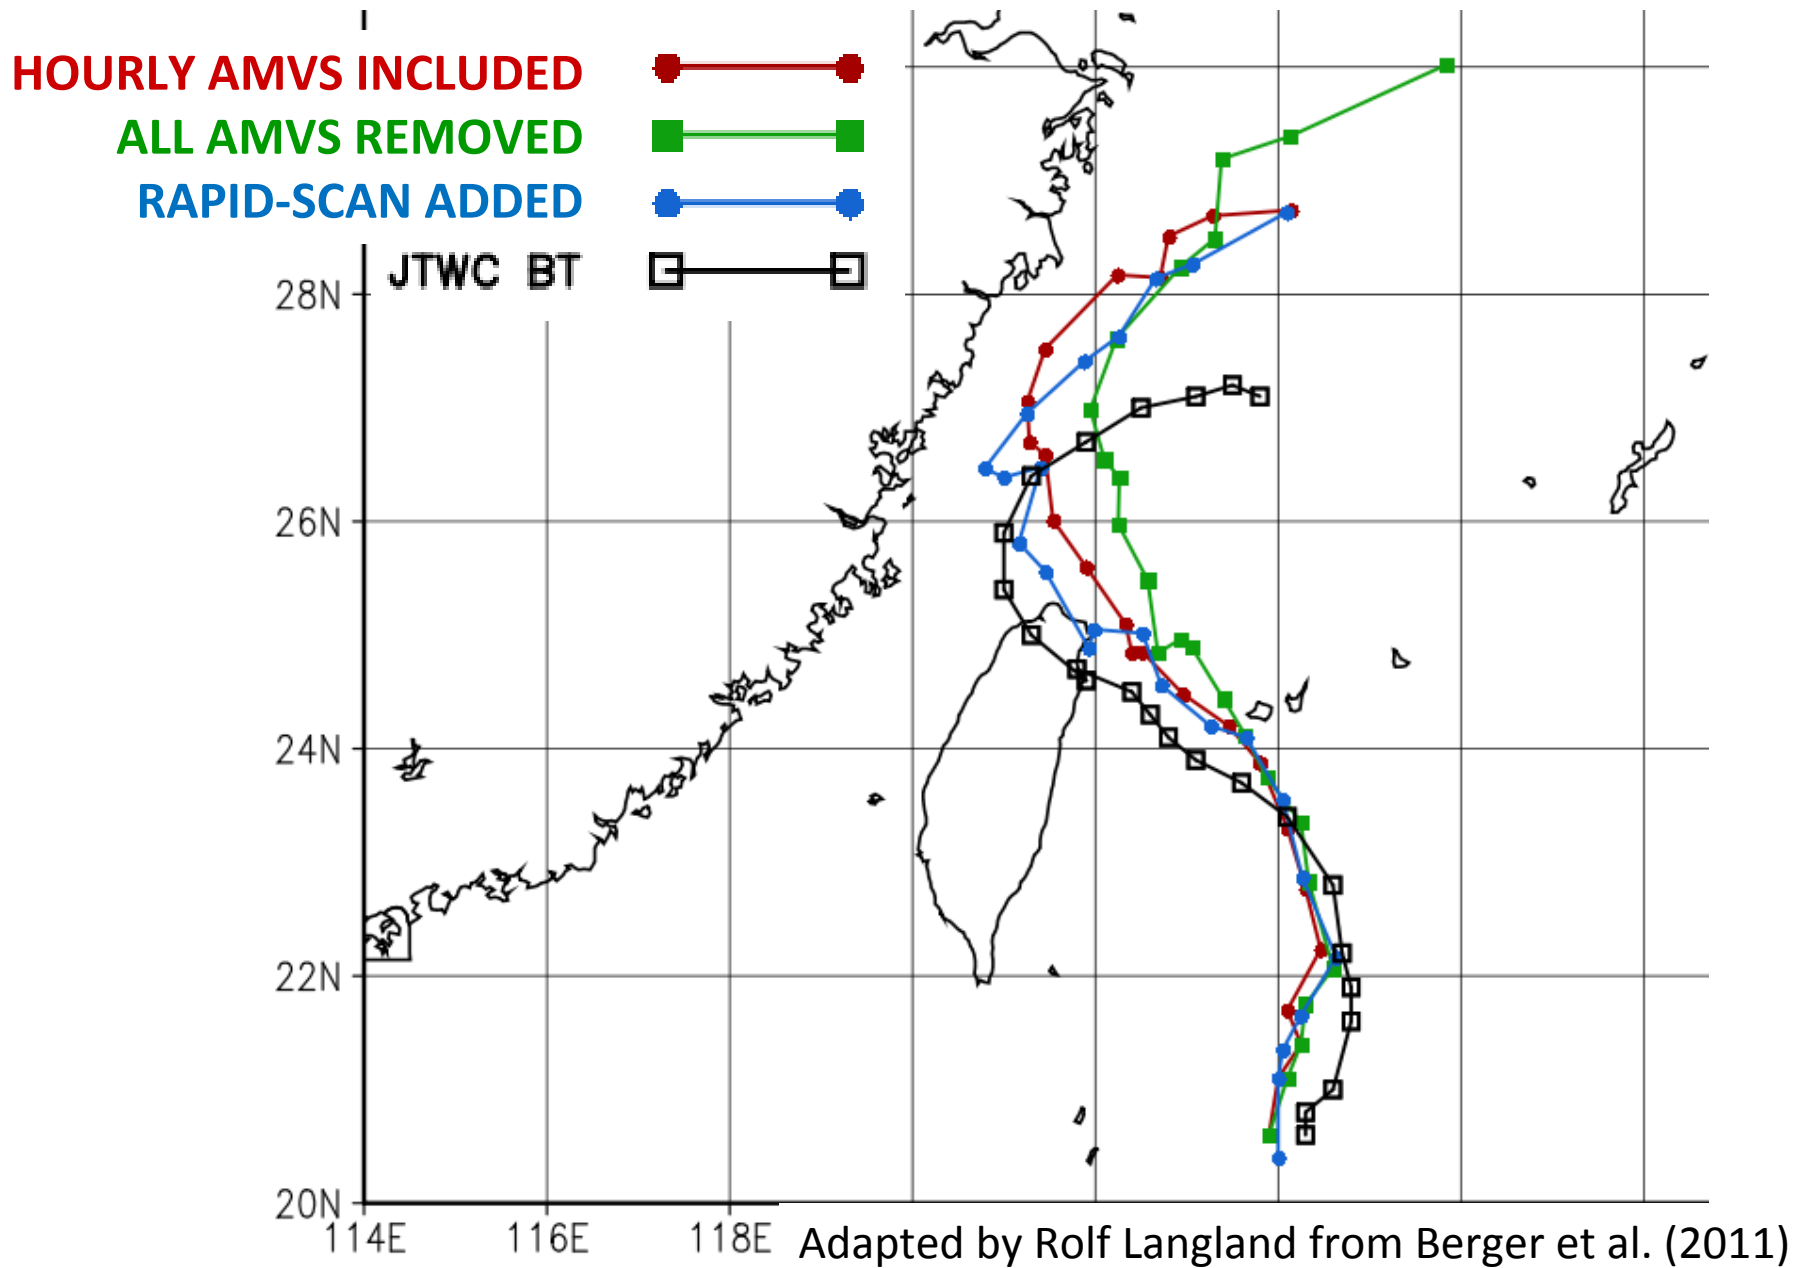 HOURLY AMVS INCLUDED
ALL AMVS REMOVED
RAPID-SCAN ADDED
JTWC BT
28N
26N
24N
22N
20N
114E 116E 118E
Adapted by Rolf Langland from Berger et al. (2011)